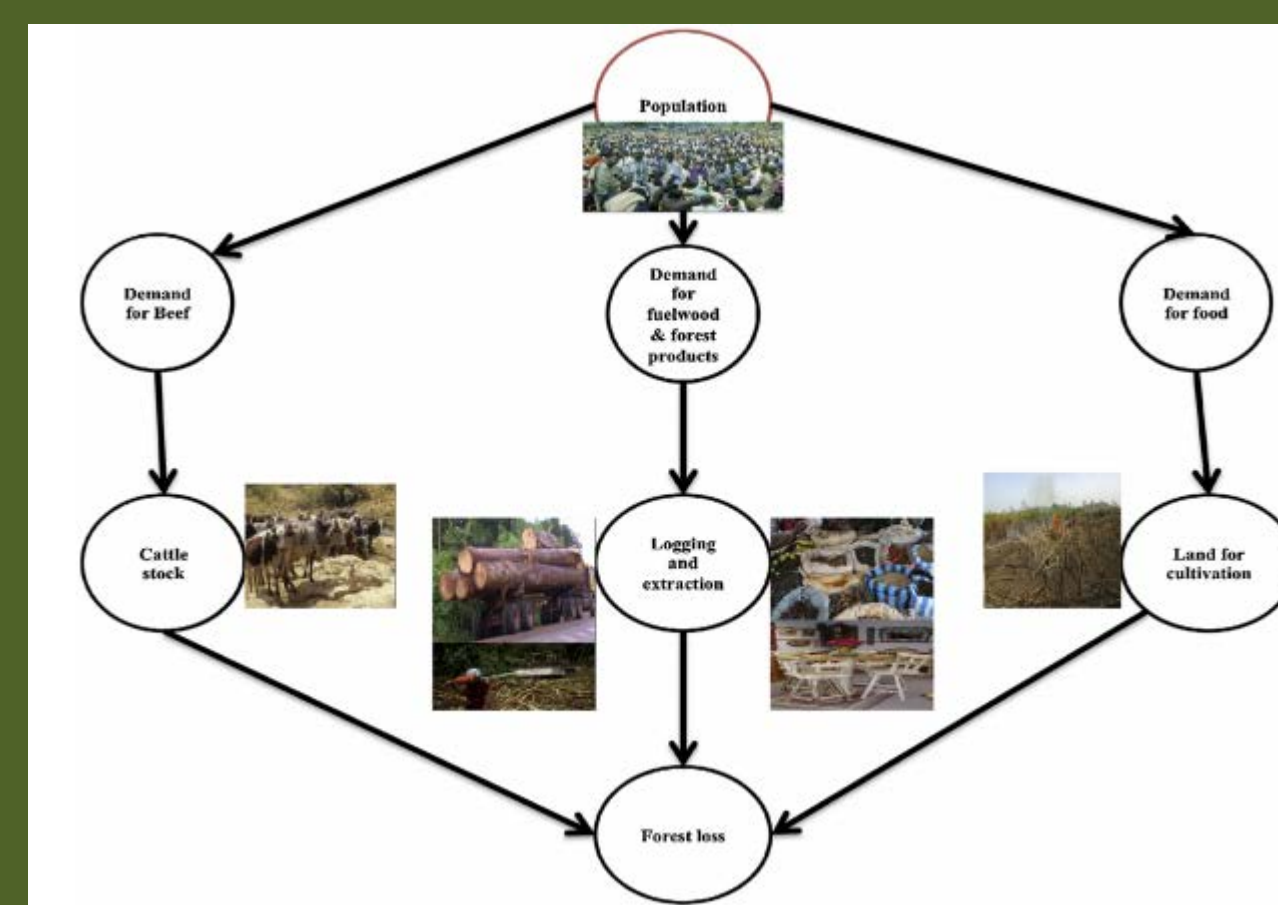 Population
Demand
for Beef
Demand
for
fuelwood
& forest
products
Demand
for food
Cattle
stock
Logging
and
extraction
Land for
cultivation
Forest loss